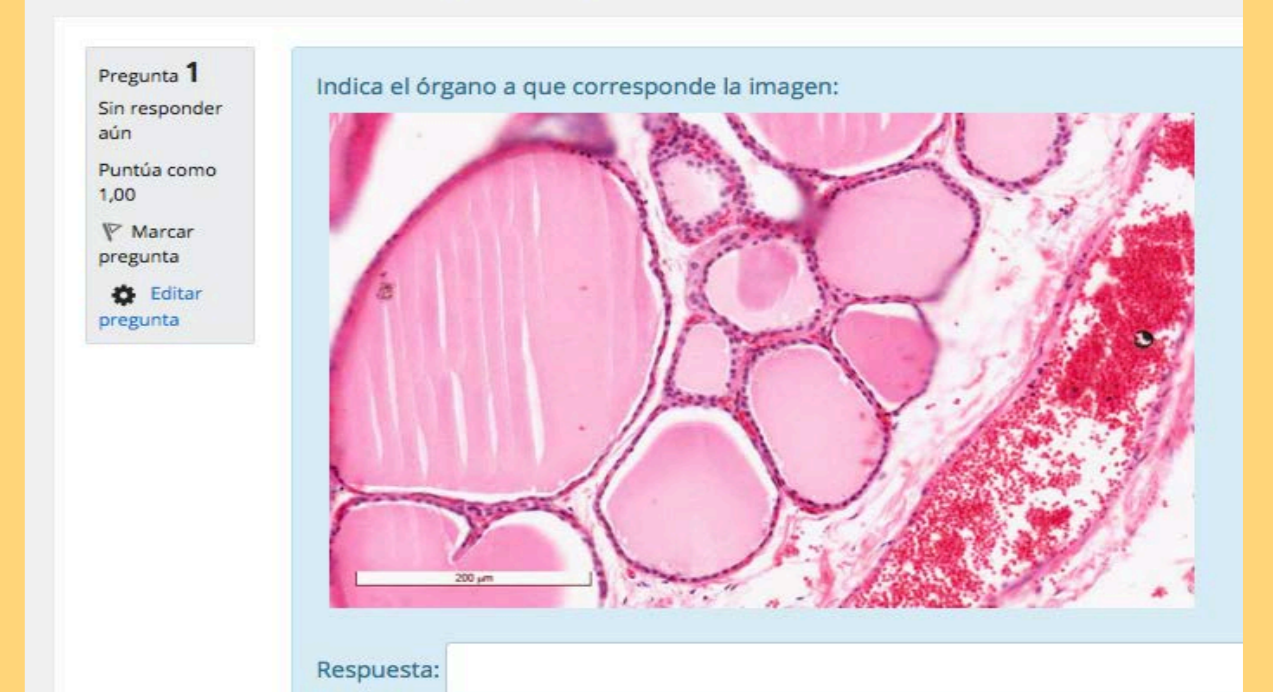 Pregunta 1
Sin responder
aún
Puntúa como
1,00
Marcar
pregunta
Editar
pregunta
Indica el órgano a que corresponde la imagen:
200 µm
Respuesta: